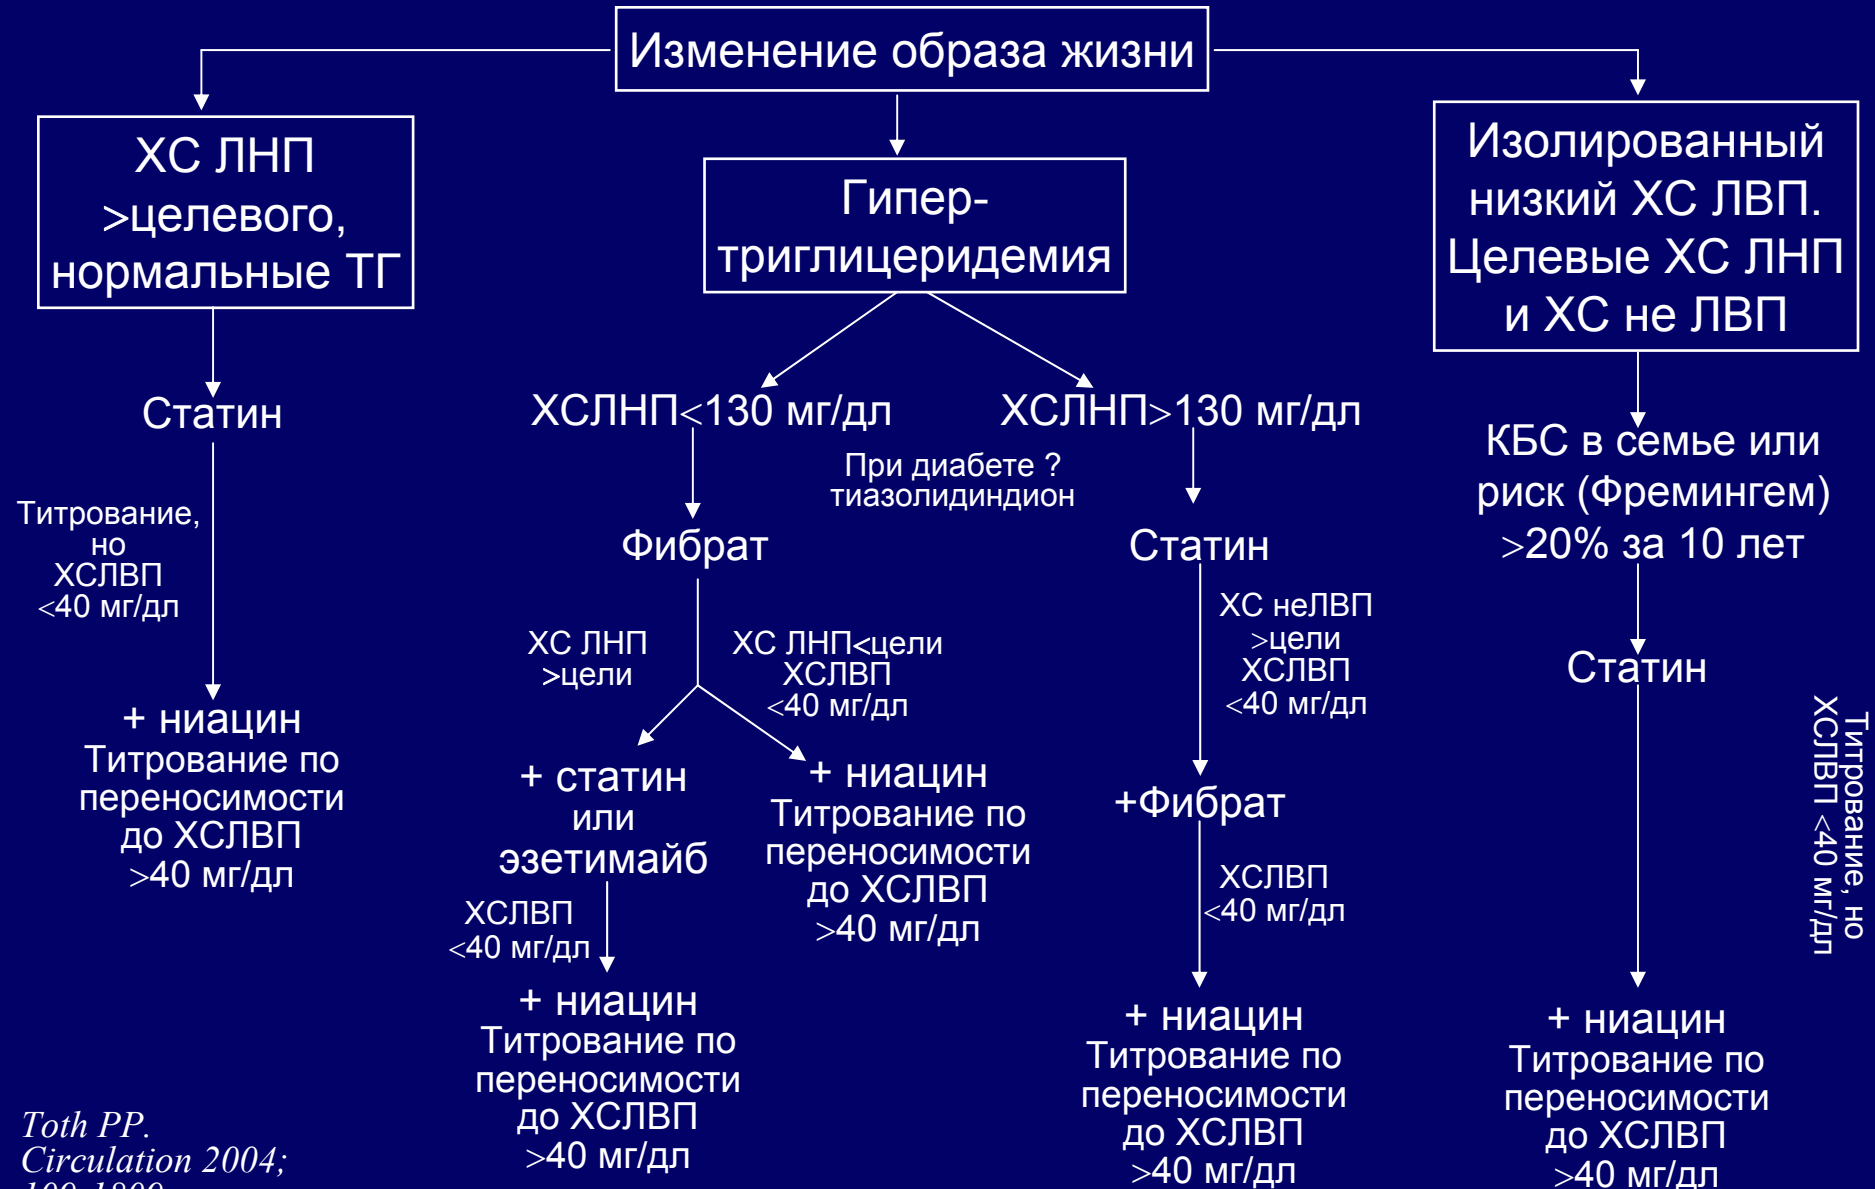 Изменение образа жизни
ХС ЛНП
>целевого,
нормальные ТГ
Статин
Титрование,
но
ХСЛВП
<40 мг/дл
+ ниацин
Титрование по
переносимости
до ХСЛВП
>40 мг/дл
Гипер-
триглицеридемия
ХСЛНП<130 мг/дл
ХСЛНП>130 мг/дл
При диабете ?
тиазолидиндион
Фибрат
ХС ЛНП
>цели
ХС ЛНП<цели
ХСЛВП
<40 мг/дл
+ статин
или
эзетимайб
ХСЛВП
<40 мг/дл
+ ниацин
Титрование по
переносимости
до ХСЛВП
>40 мг/дл
+ ниацин
Титрование по
переносимости
до ХСЛВП
>40 мг/дл
Статин
ХС неЛВП
>цели
ХСЛВП
<40 мг/дл
+Фибрат
ХСЛВП
<40 мг/дл
+ ниацин
Титрование по
переносимости
до ХСЛВП
>40 мг/дл
Изолированный
низкий ХС ЛВП.
Целевые ХС ЛНП
и ХС не ЛВП
КБС в семье или
риск (Фремингем)
>20% за 10 лет
Статин
Титрование, но
ХСЛВП <40 мг/дл
+ ниацин
Титрование по
переносимости
до ХСЛВП
>40 мг/дл
Toth PP.
Circulation 2004;